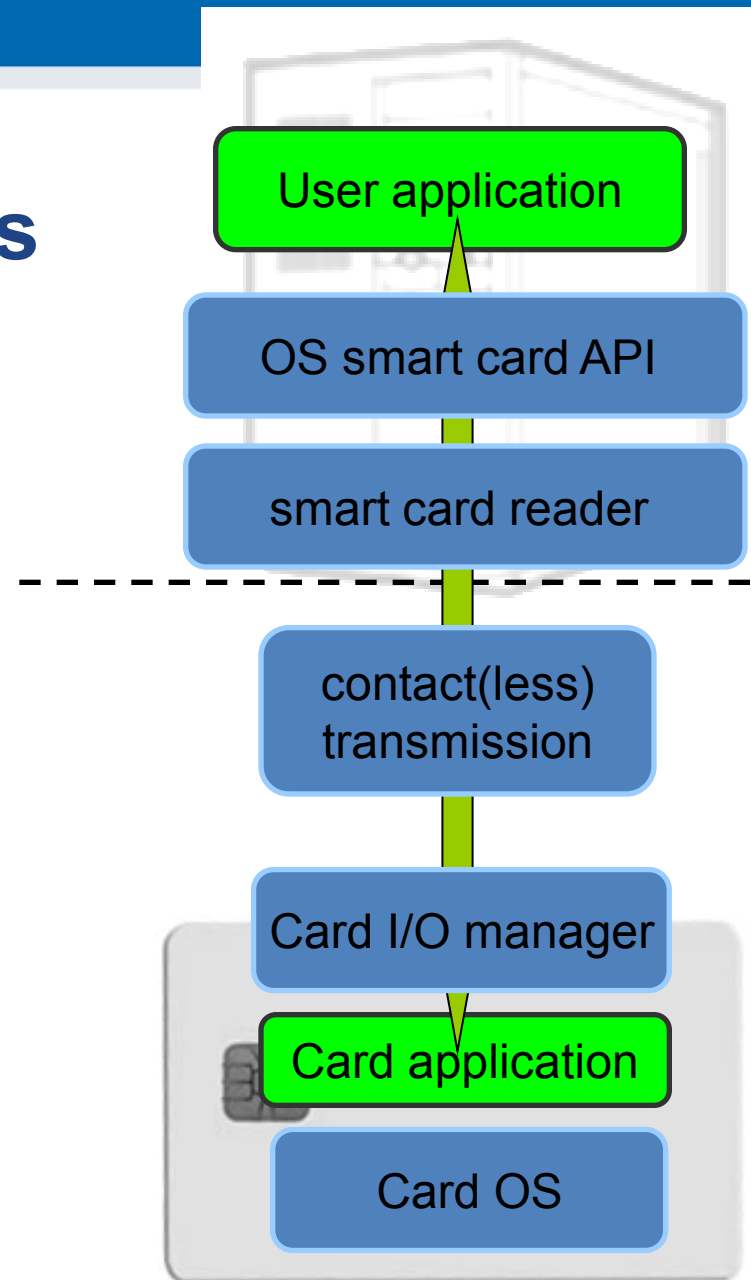 s
User application
OS smart card API
smart card reader
contact(less)
transmission
Card I/O manager
Card application
Card OS